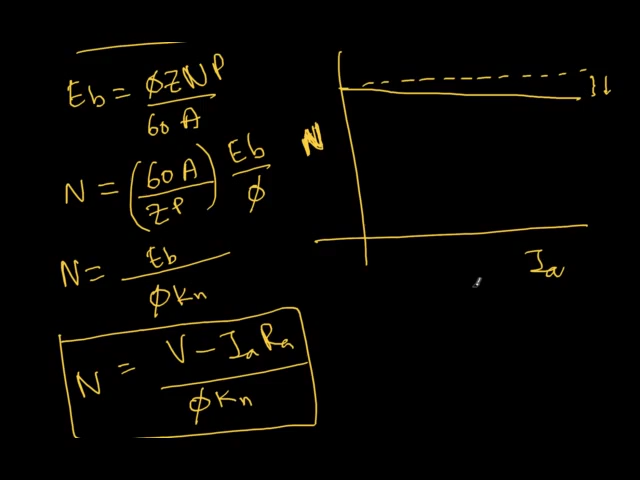 Eb = ϕZNP / 60 A
N = (60 A / ZP) Eb / ϕ
N = Eb / ϕKn
N = V - IaRa / ϕKn
N
Ia